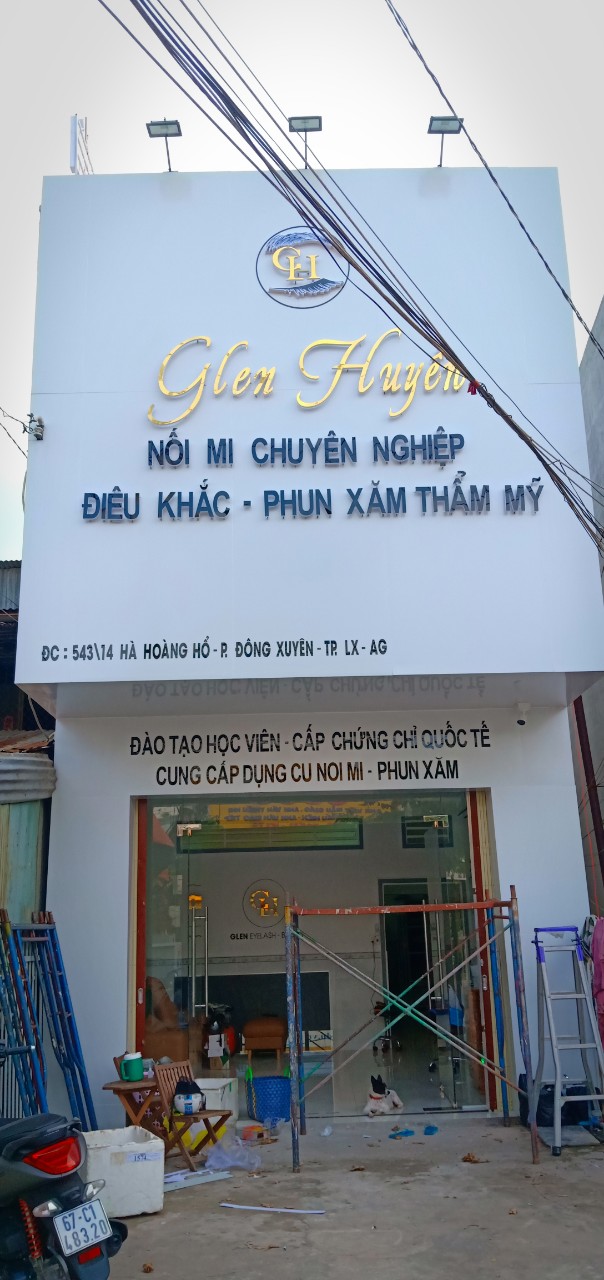 GH
Glen Huyên
NỐI MI CHUYÊN NGHIỆP
ĐIÊU KHẮC - PHUN XĂM THẨM MỸ
ĐC : 543\14 HÀ HOÀNG HỔ - P. ĐÔNG XUYÊN - TP. LX - AG
ĐÀO TẠO HỌC VIÊN - CẤP CHỨNG CHỈ QUỐC TẾ
CUNG CẤP DỤNG CU NOI MI - PHUN XĂM
GH
GLEN EYELASH
67-C1
483.20